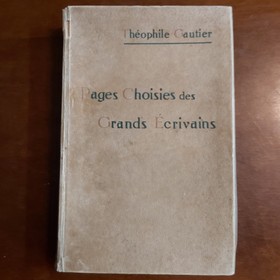 Théophile Gautier
Pages Choisies des
Grands Écrivains